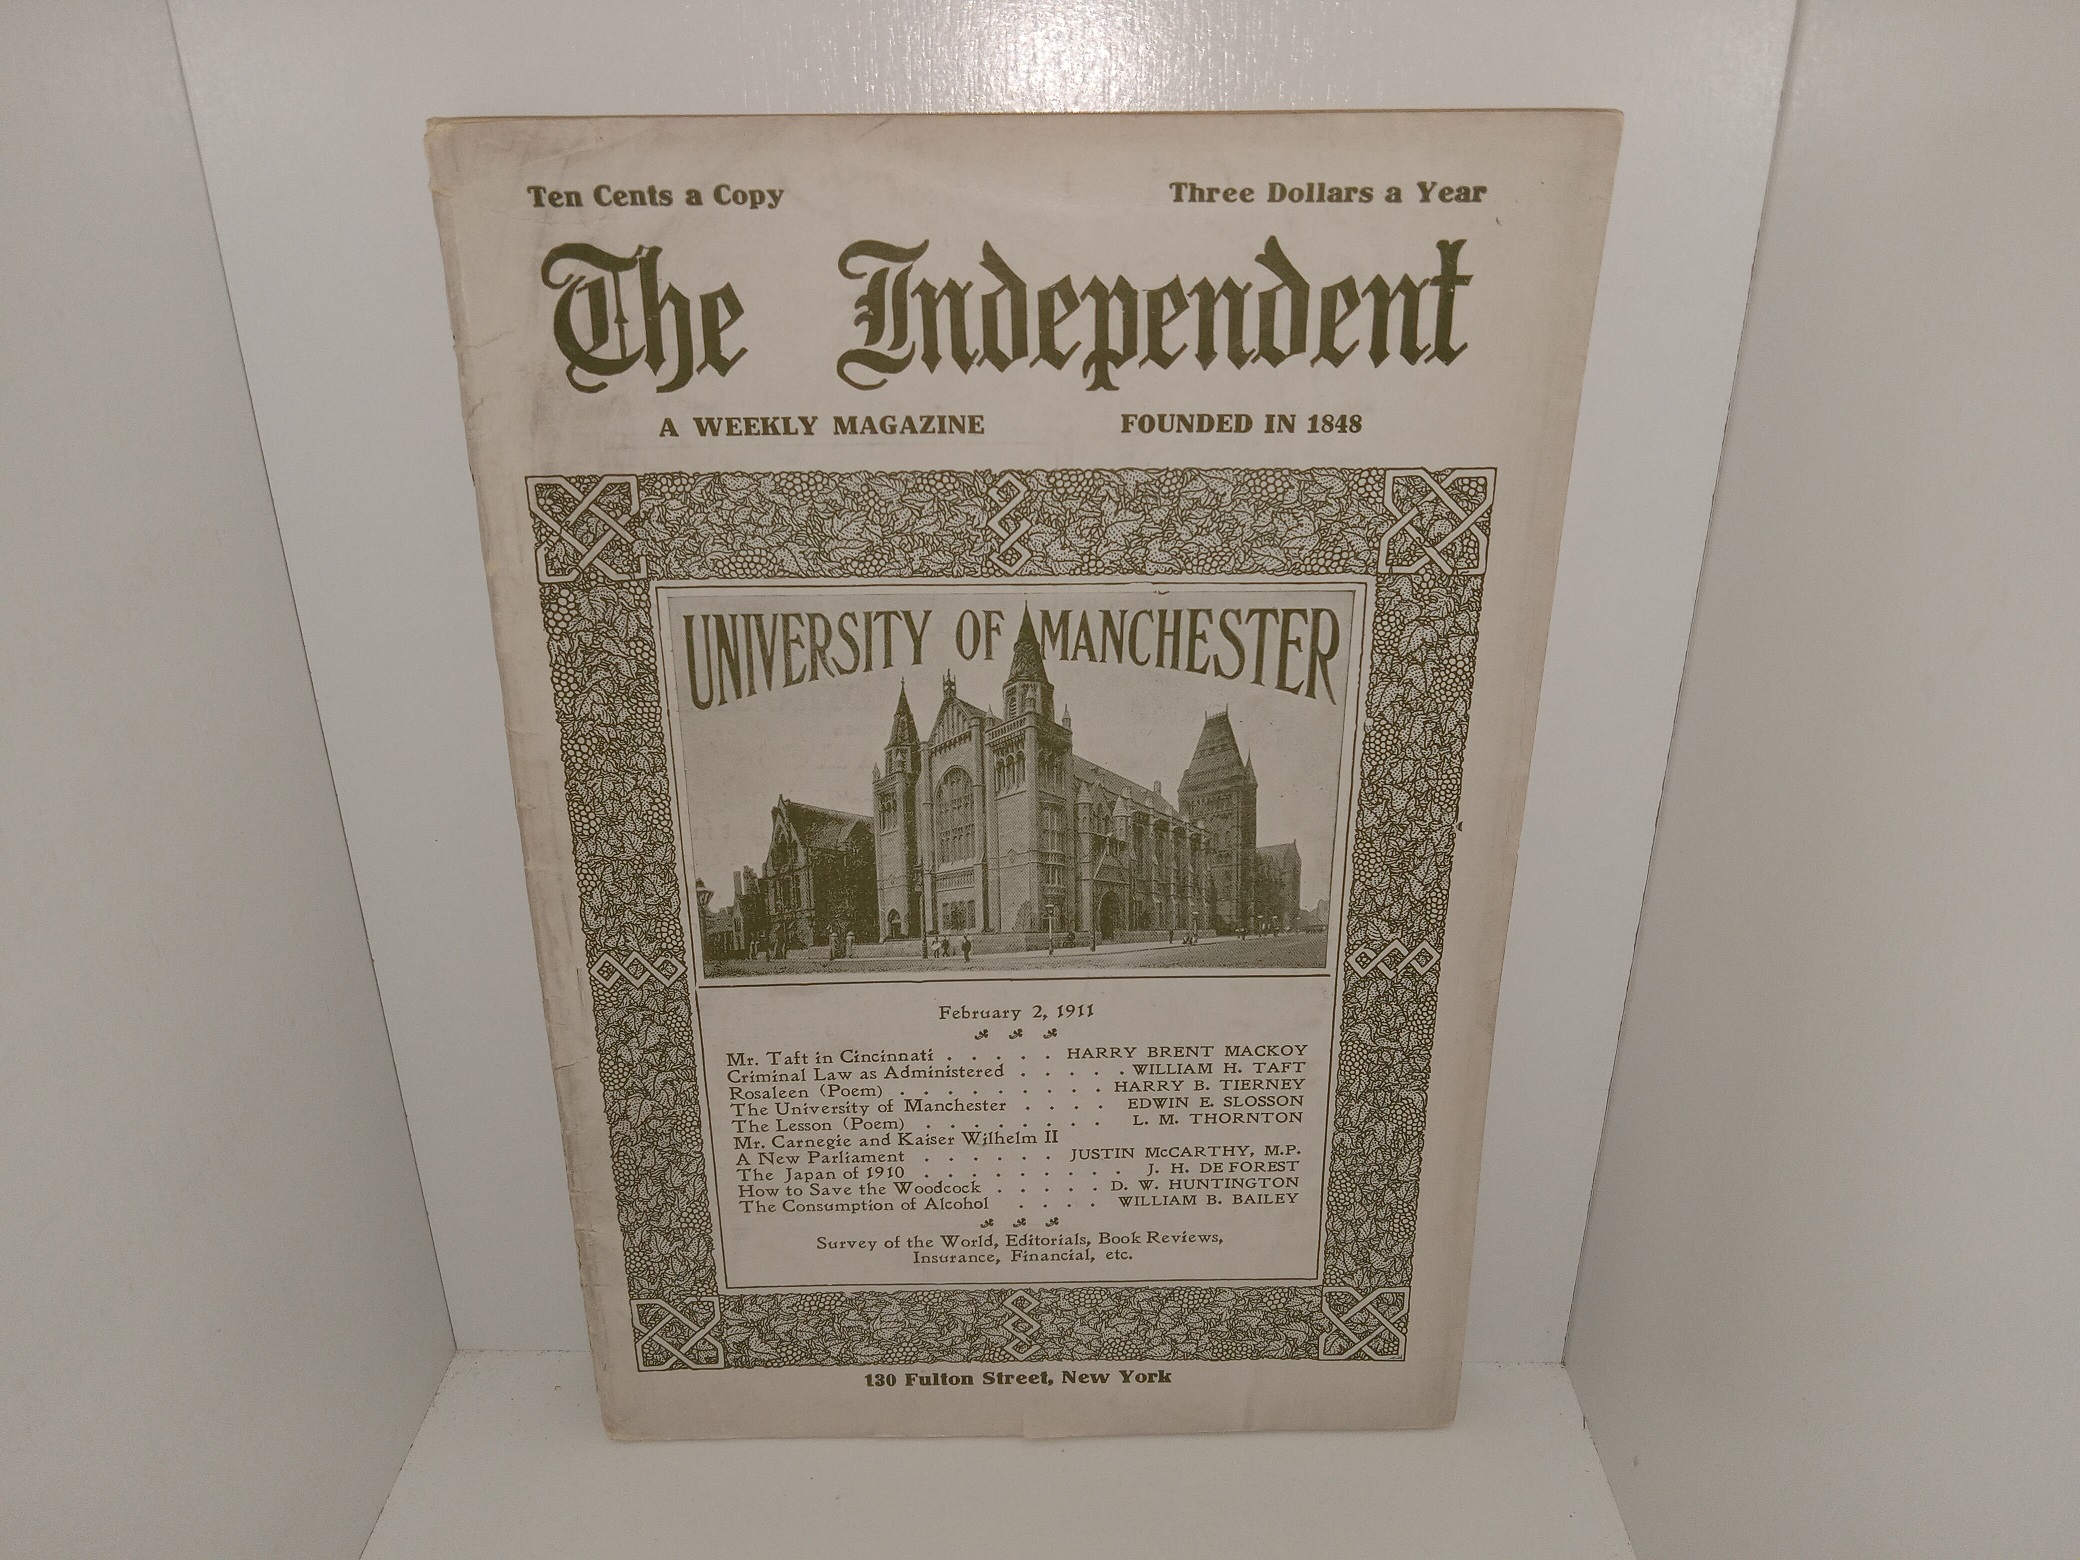 Ten Cents a Copy Three Dollars a Year
The Independent
A WEEKLY MAGAZINE FOUNDED IN 1848
UNIVERSITY OF MANCHESTER
February 2, 1911
Mr. Taft in Cincinnati . . . . . HARRY BRENT MACKOY
Criminal Law as Administered . . . . . WILLIAM H. TAFT
Rosaleen (Poem) . . . . . . . . . HARRY B. TIERNEY
The University of Manchester . . . . EDWIN E. SLOSSON
The Lesson (Poem) . . . . . . . . L. M. THORNTON
Mr. Carnegie and Kaiser Wilhelm II
A New Parliament . . . . . . JUSTIN McCARTHY, M.P.
The Japan of 1910 . . . . . . . . . J. H. DE FOREST
How to Save the Woodcock . . . . . D. W. HUNTINGTON
The Consumption of Alcohol . . . . WILLIAM B. BAILEY
Survey of the World, Editorials, Book Reviews,
Insurance, Financial, etc.
130 Fulton Street, New York